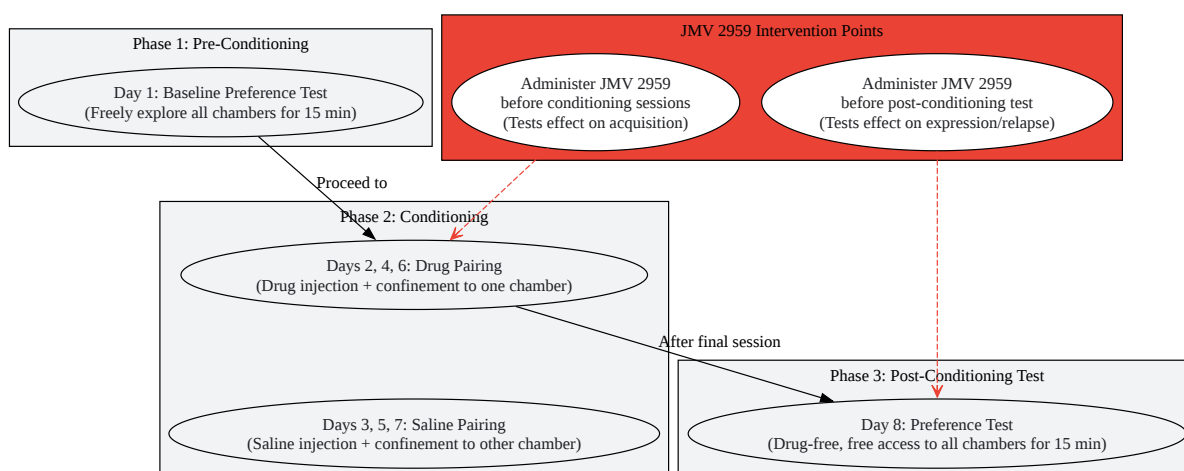 Phase 1: Pre-Conditioning
Day 1: Baseline Preference Test
(Freely explore all chambers for 15 min)
JMV 2959 Intervention Points
Administer JMV 2959
before conditioning sessions
(Tests effect on acquisition)
Administer JMV 2959
before post-conditioning test
(Tests effect on expression/relapse)
Proceed to
Phase 2: Conditioning
Days 2, 4, 6: Drug Pairing
(Drug injection + confinement to one chamber)
After final session
Days 3, 5, 7: Saline Pairing
(Saline injection + confinement to other chamber)
Phase 3: Post-Conditioning Test
Day 8: Preference Test
(Drug-free, free access to all chambers for 15 min)